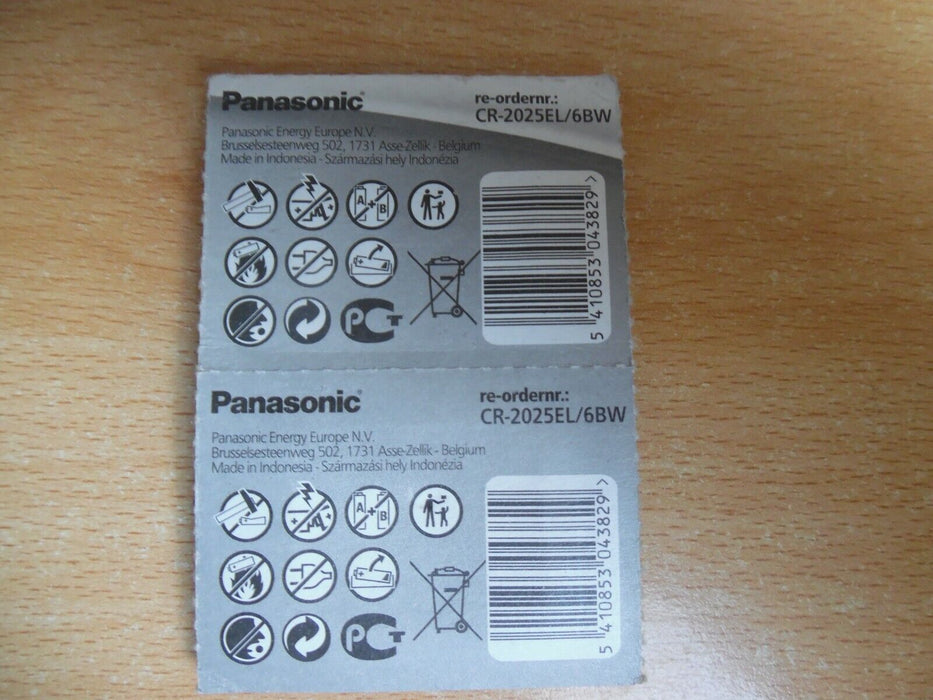 Panasonic
re-ordernr.:
CR-2025EL/6BW
Panasonic Energy Europe N.V.
Brusselsesteenweg 502, 1731 Asse-Zellik - Belgium
Made in Indonesia - Származási hely Indonézia
A + B
PCT
5 410853 043829 >
Panasonic
re-ordernr.:
CR-2025EL/6BW
Panasonic Energy Europe N.V.
Brusselsesteenweg 502, 1731 Asse-Zellik - Belgium
Made in Indonesia - Származási hely Indonézia
A + B
PCT
5 410853 043829 >